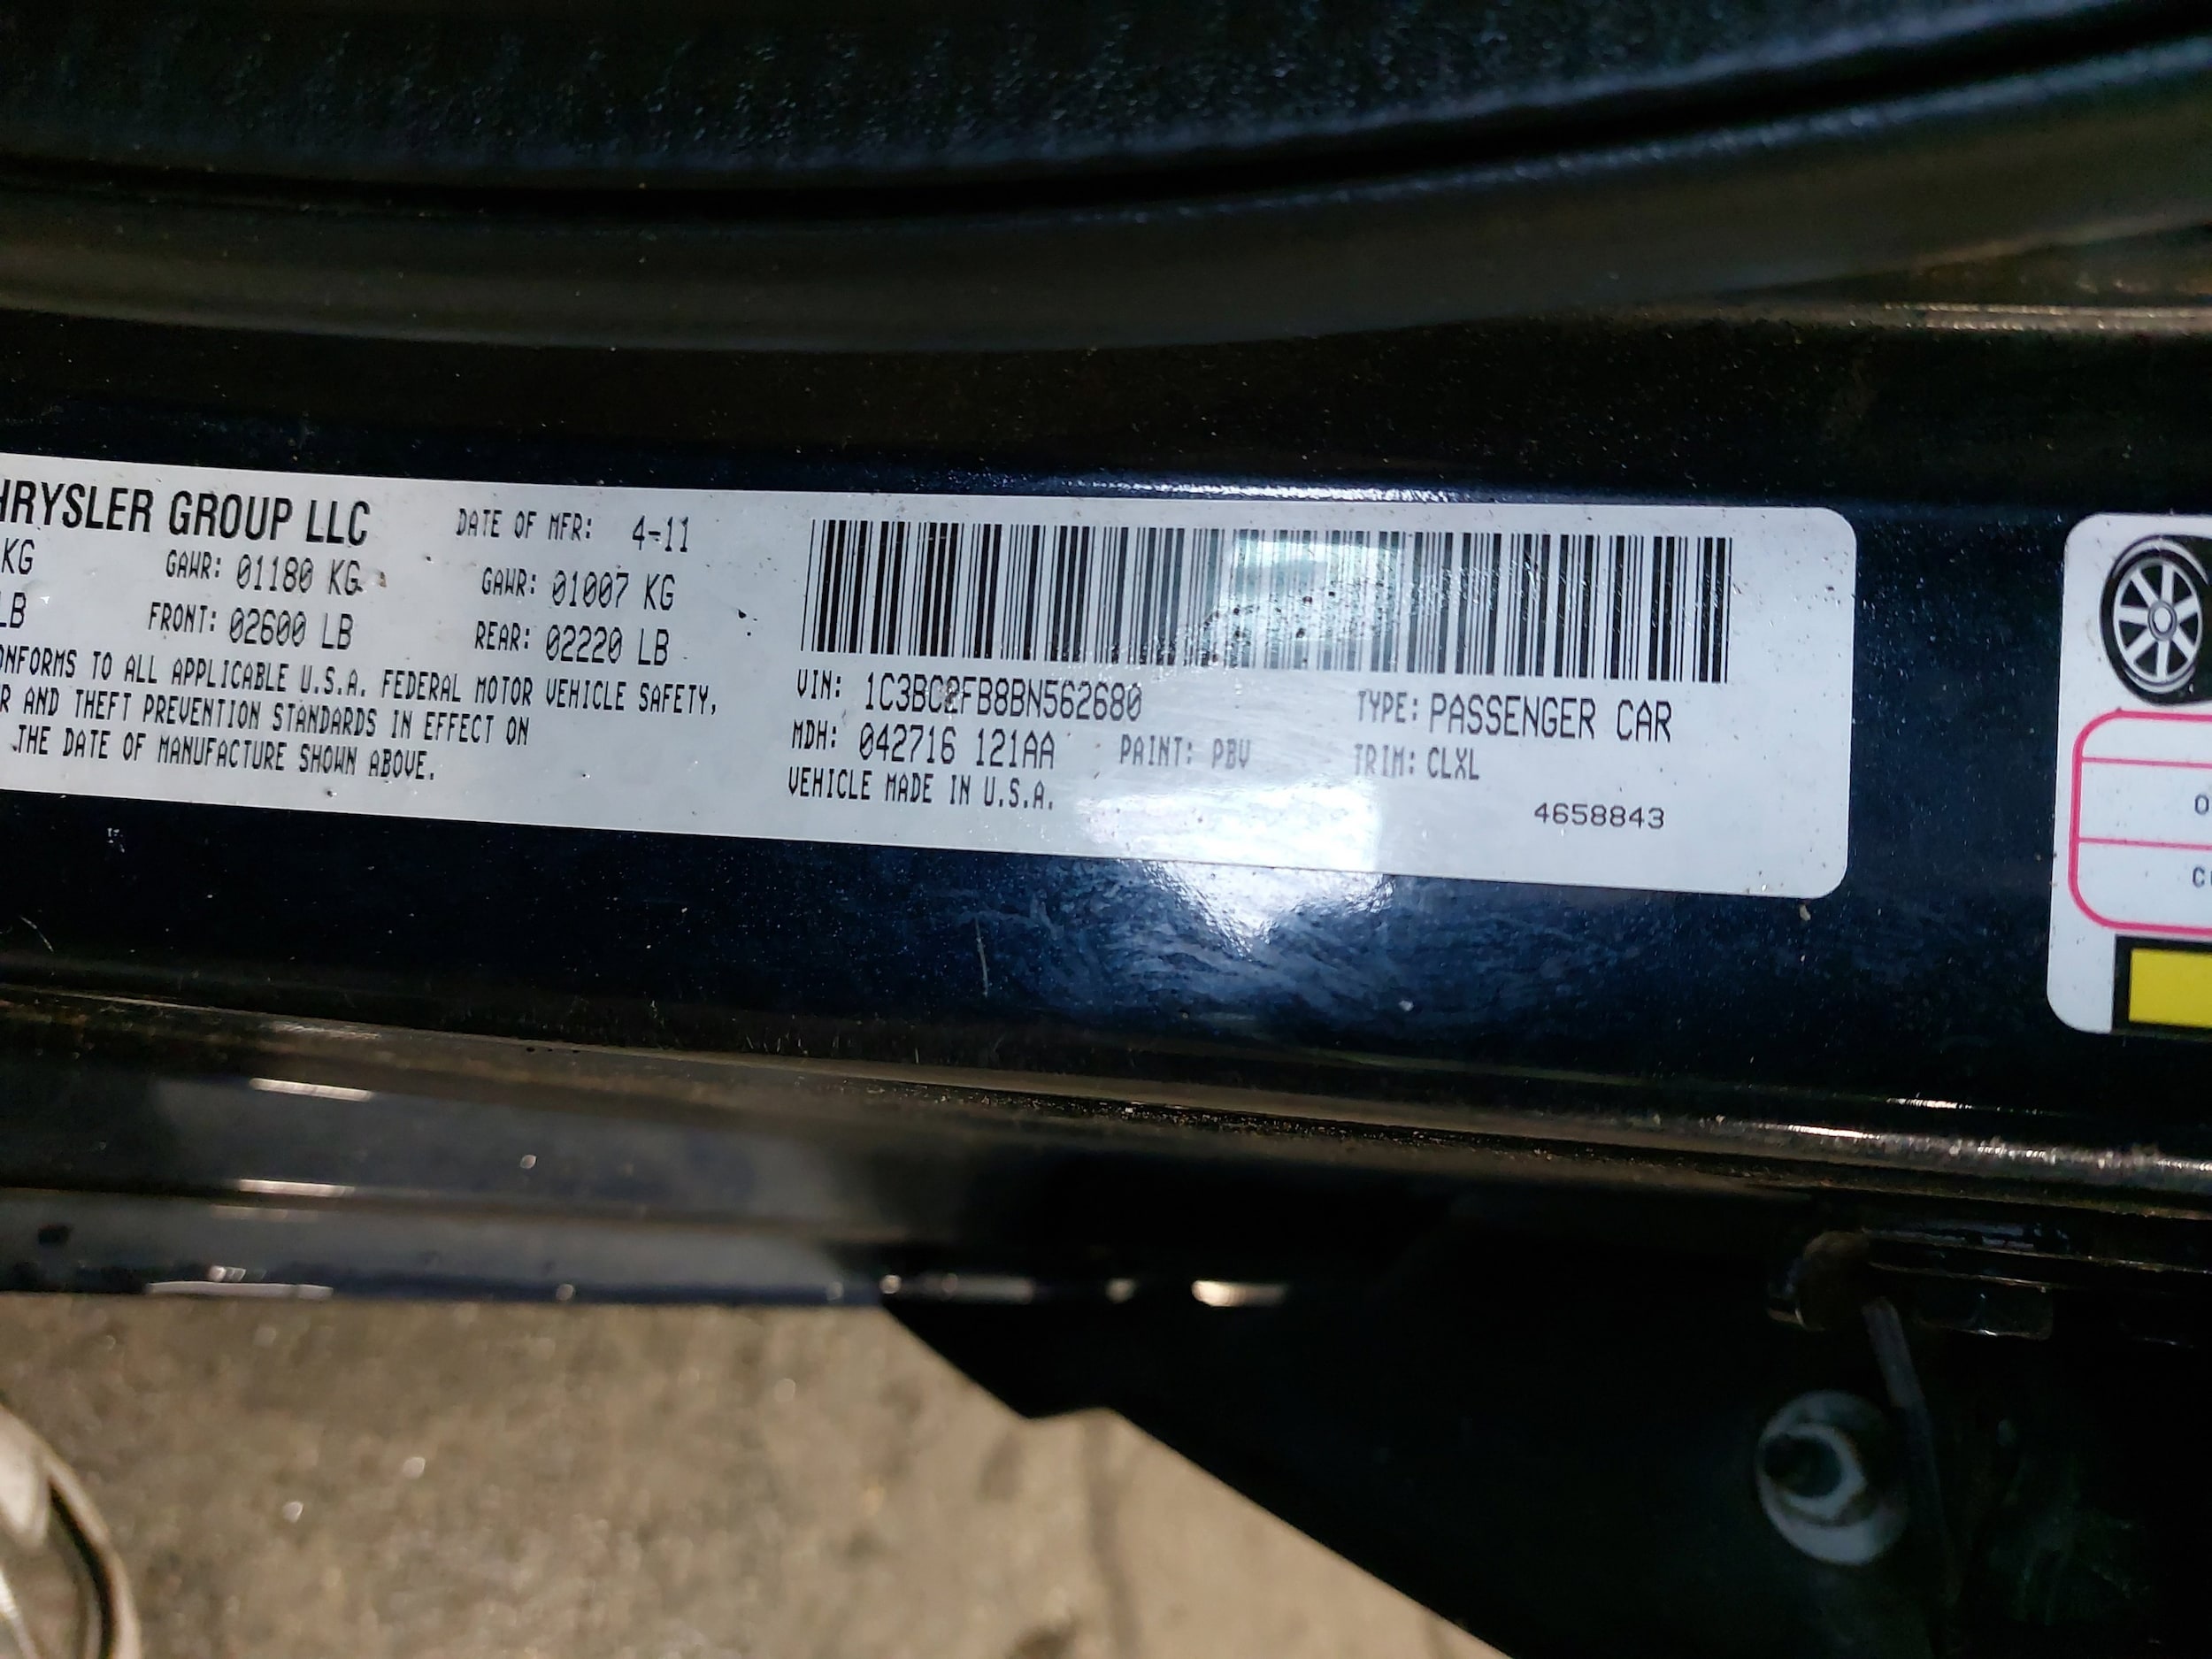 HRYSLER GROUP LLC DATE OF MFR: 4-11
KG GAWR: 01180 KG GAWR: 01007 KG
LB FRONT: 02600 LB REAR: 02220 LB
ONFORMS TO ALL APPLICABLE U.S.A. FEDERAL MOTOR VEHICLE SAFETY,
R AND THEFT PREVENTION STANDARDS IN EFFECT ON
THE DATE OF MANUFACTURE SHOWN ABOVE.
VIN: 1C3BC2FB8BN562680 TYPE: PASSENGER CAR
MDH: 042716 121AA PAINT: PBV TRIM: CLXL
VEHICLE MADE IN U.S.A.
4658843